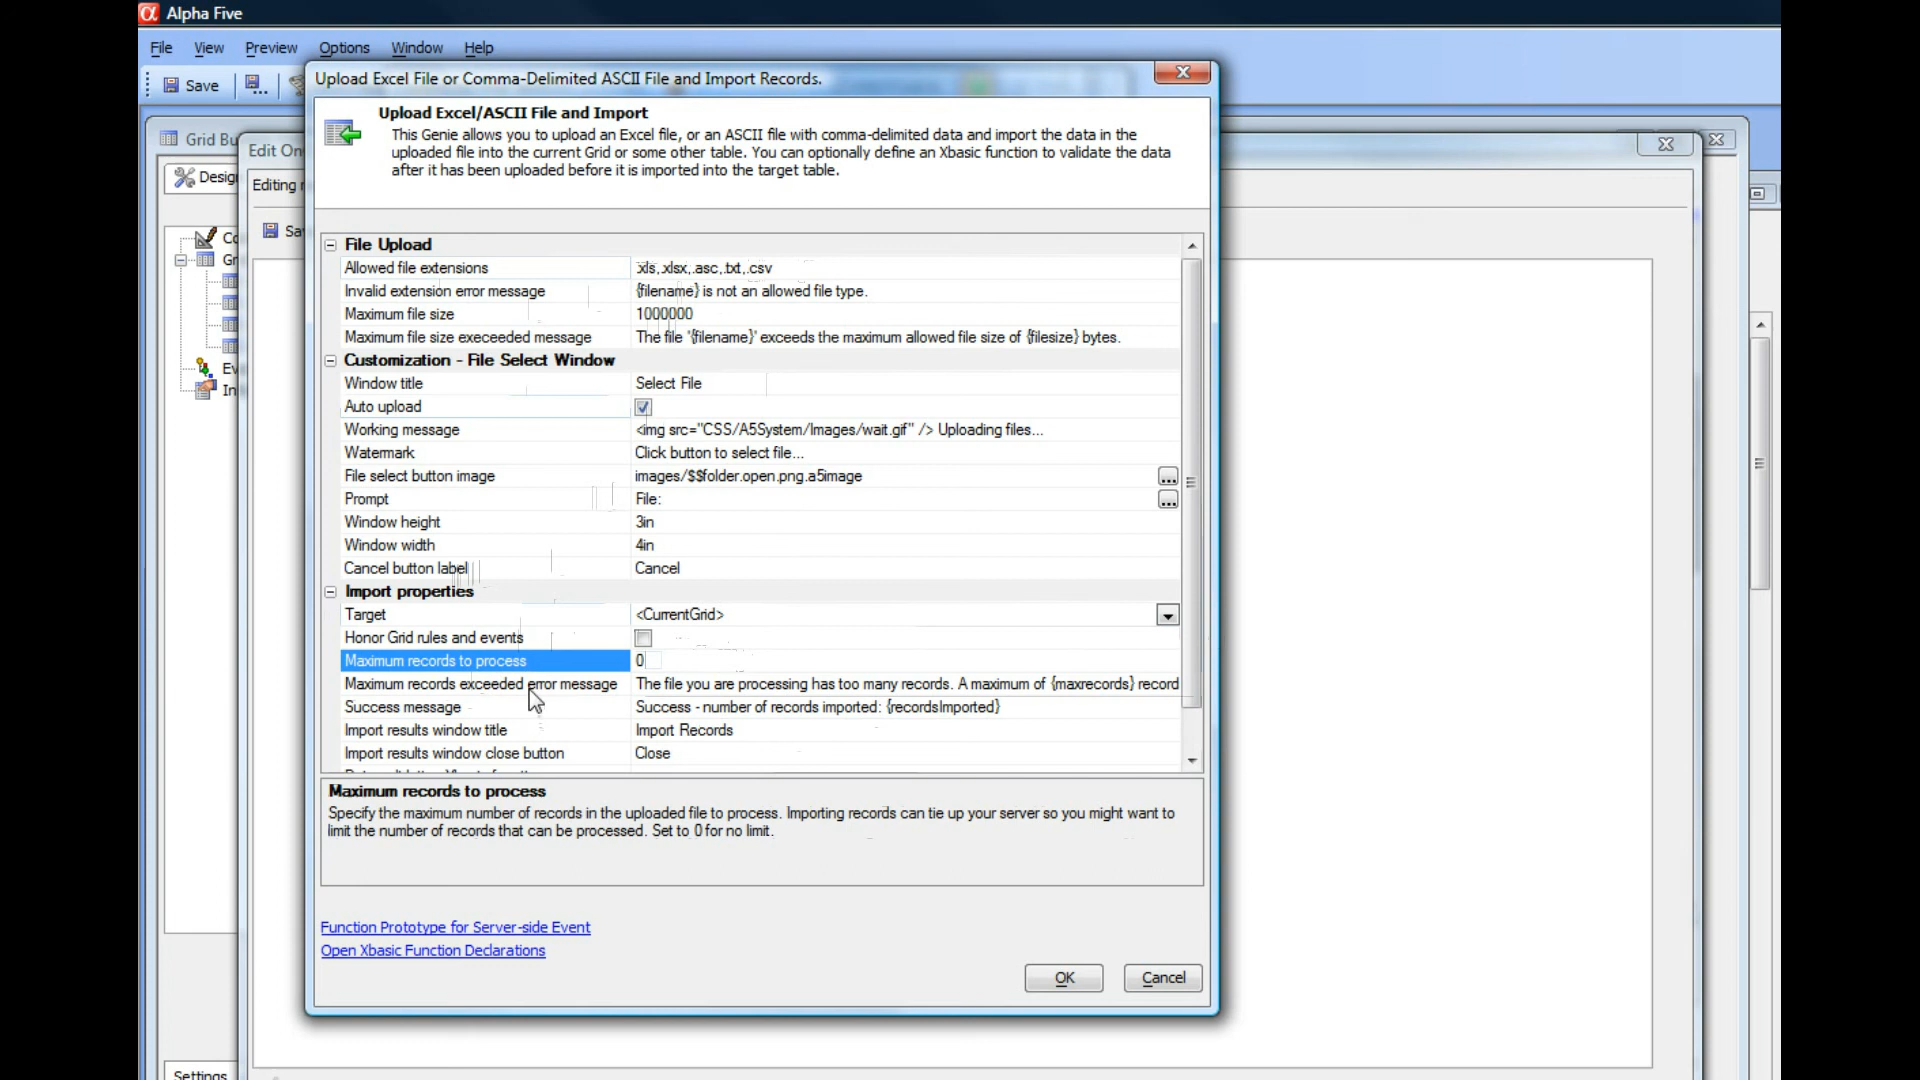 Alpha Five
File View Preview Options Window Help
Save
Upload Excel File or Comma-Delimited ASCII File and Import Records.
Upload Excel/ASCII File and Import
This Genie allows you to upload an Excel file, or an ASCII file with comma-delimited data and import the data in the
uploaded file into the current Grid or some other table. You can optionally define an Xbasic function to validate the data
after it has been uploaded before it is imported into the target table.
Grid Bu
Edit On
Desig
Editing
Sa
Co
Gr
Ev
In
File Upload
Allowed file extensions .xls,.xlsx,.asc,.txt,.csv
Invalid extension error message {filename} is not an allowed file type.
Maximum file size 1000000
Maximum file size execeeded message The file '{filename}' exceeds the maximum allowed file size of {filesize} bytes.
Customization - File Select Window
Window title Select File
Auto upload
Working message <img src="CSS/A5System/Images/wait.gif" /> Uploading files...
Watermark Click button to select file...
File select button image images/$$folder.open.png.a5image ...
Prompt File: ...
Window height 3in
Window width 4in
Cancel button label Cancel
Import properties
Target <CurrentGrid>
Honor Grid rules and events
Maximum records to process 0
Maximum records exceeded error message The file you are processing has too many records. A maximum of {maxrecords} record
Success message Success - number of records imported: {recordsImported}
Import results window title Import Records
Import results window close button Close
Maximum records to process
Specify the maximum number of records in the uploaded file to process. Importing records can tie up your server so you might want to
limit the number of records that can be processed. Set to 0 for no limit.
Function Prototype for Server-side Event
Open Xbasic Function Declarations
OK Cancel
Settings